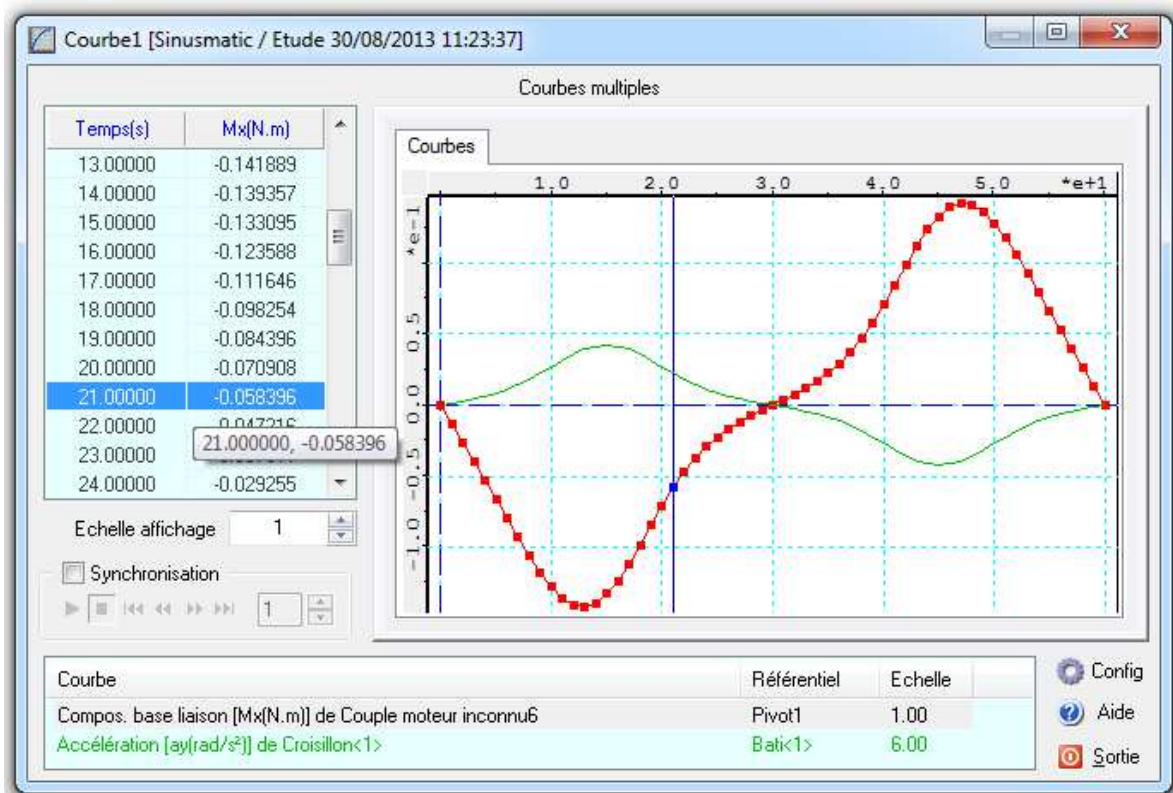 Courbe1 [Sinusmatic / Etude 30/08/2013 11:23:37]
Courbes multiples
Temps(s) Mx(N.m)
13.00000 -0.141889
14.00000 -0.139357
15.00000 -0.133095
16.00000 -0.123588
17.00000 -0.111646
18.00000 -0.098254
19.00000 -0.084396
20.00000 -0.070908
21.00000 -0.058396
22.00000
23.00000
24.00000 -0.029255
21.000000, -0.058396
Echelle affichage 1
Synchronisation
1
Courbes
1.0 2.0 3.0 4.0 5.0 *e+1
*e-1
0.5
0.0
-0.5
-1.0
Courbe Référentiel Echelle
Compos. base liaison [Mx(N.m)] de Couple moteur inconnu6 Pivot1 1.00
Accélération [ay(rad/s²)] de Croisillon<1> Bati<1> 6.00
Config
Aide
Sortie